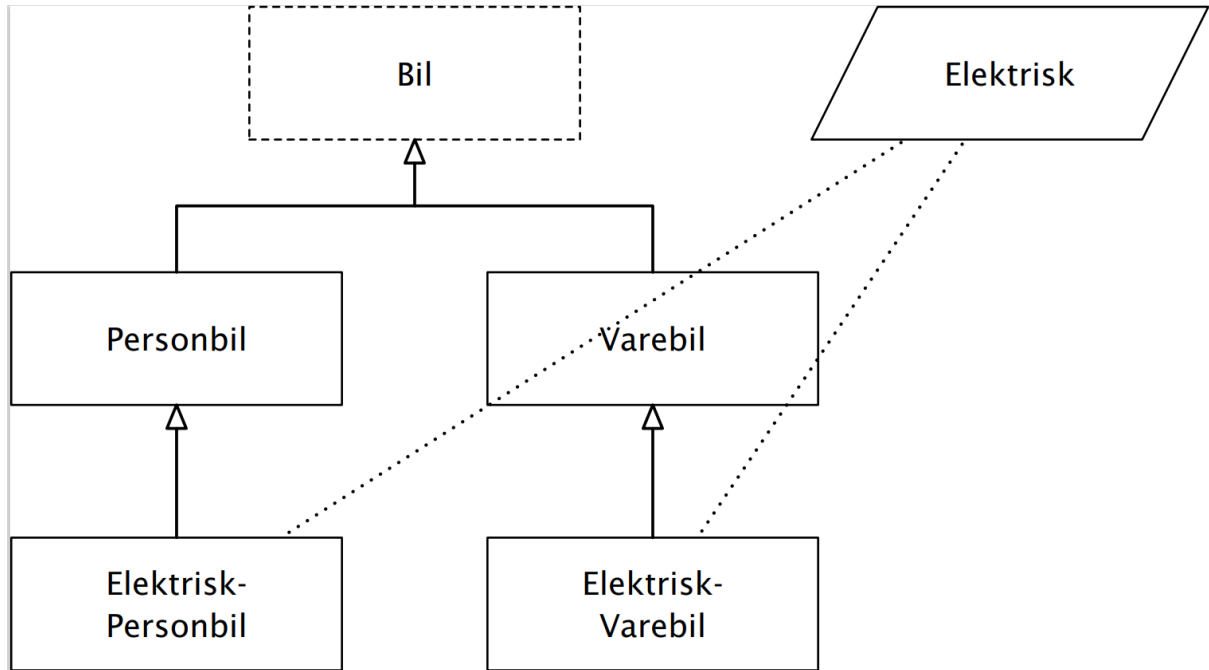 Bil
Elektrisk
Personbil
Varebil
Elektrisk-
Personbil
Elektrisk-
Varebil